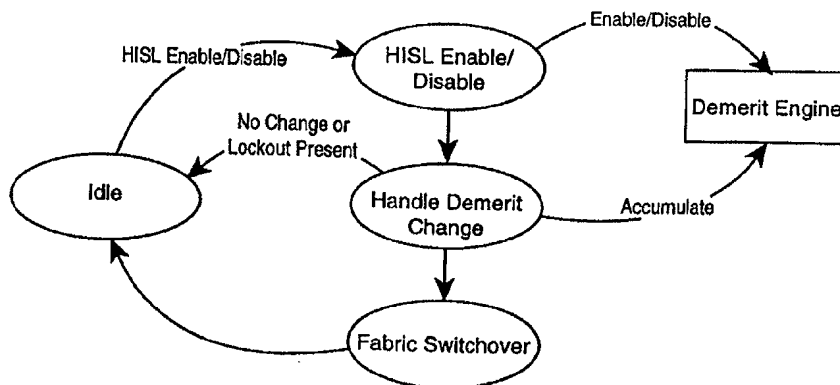 Enable/Disable
HISL Enable/Disable
HISL Enable/
Disable
Demerit Engine
No Change or
Lockout Present
Idle
Handle Demerit
Change
Accumulate
Fabric Switchover